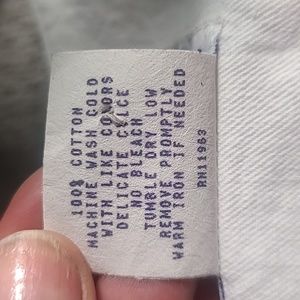 100% COTTON
MACHINE WASH COLD
WITH LIKE COLORS
DELICATE CYCLE
NO BLEACH
TUMBLE DRY LOW
REMOVE PROMPTLY
WARM IRON IF NEEDED
RN11963